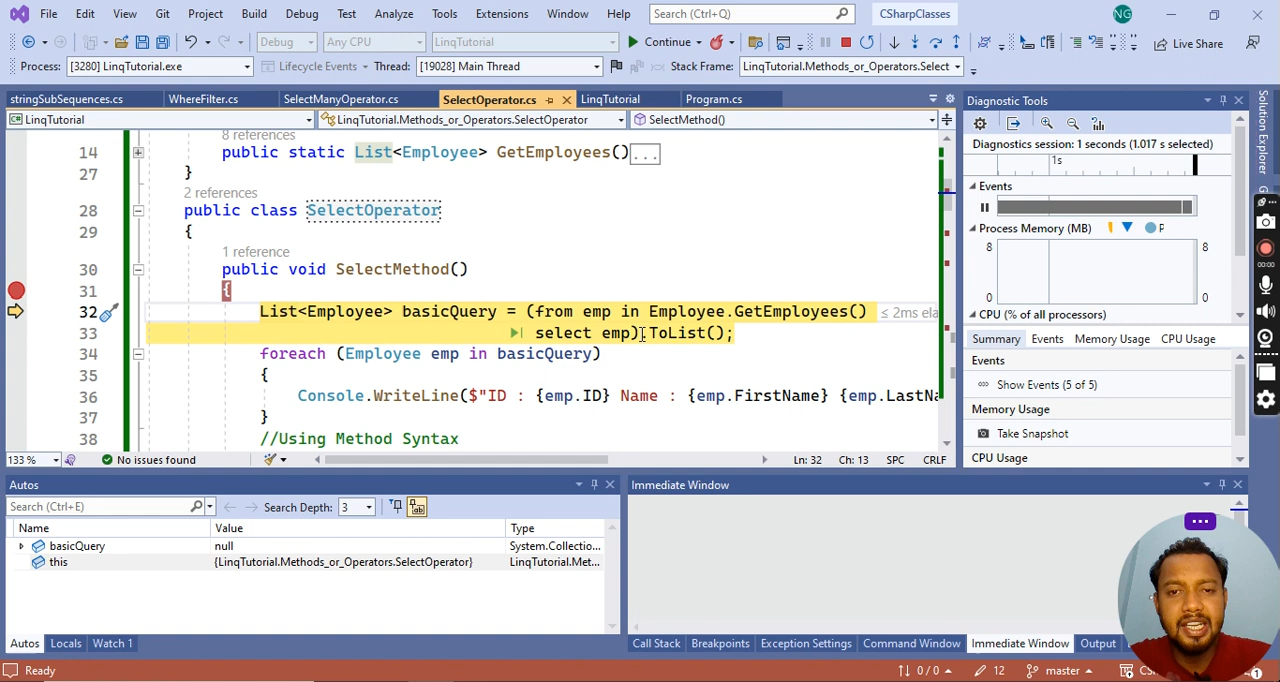 File Edit View Git Project Build Debug Test Analyze Tools Extensions Window Help Search (Ctrl+Q) CSharpClasses NG
Debug Any CPU LinqTutorial Continue Live Share
Process: [3280] LinqTutorial.exe Lifecycle Events Thread: [19028] Main Thread Stack Frame: LinqTutorial.Methods_or_Operators.Select
stringSubSequences.cs WhereFilter.cs SelectManyOperator.cs SelectOperator.cs LinqTutorial Program.cs
LinqTutorial LinqTutorial.Methods_or_Operators.SelectOperator SelectMethod()
8 references
14 public static List<Employee> GetEmployees()...
27 }
2 references
28 public class SelectOperator
29 {
1 reference
30 public void SelectMethod()
31 {
32 List<Employee> basicQuery = (from emp in Employee.GetEmployees() ≤ 2ms ela
33 select emp).ToList();
34 foreach (Employee emp in basicQuery)
35 {
36 Console.WriteLine($"ID : {emp.ID} Name : {emp.FirstName} {emp.LastNa
37 }
38 //Using Method Syntax
133 % No issues found Ln: 32 Ch: 13 SPC CRLF
Diagnostic Tools
Diagnostics session: 1 seconds (1.017 s selected)
1s
Events
Process Memory (MB) P
8 8
0 0
CPU (% of all processors)
Summary Events Memory Usage CPU Usage
Events
Show Events (5 of 5)
Memory Usage
Take Snapshot
CPU Usage
Solution Explorer
00:00
Autos
Search (Ctrl+E) Search Depth: 3
Name Value Type
basicQuery null System.Collectio...
this {LinqTutorial.Methods_or_Operators.SelectOperator} LinqTutorial.Met...
Autos Locals Watch 1
Immediate Window
Call Stack Breakpoints Exception Settings Command Window Immediate Window Output
Ready 0 / 0 12 master 1